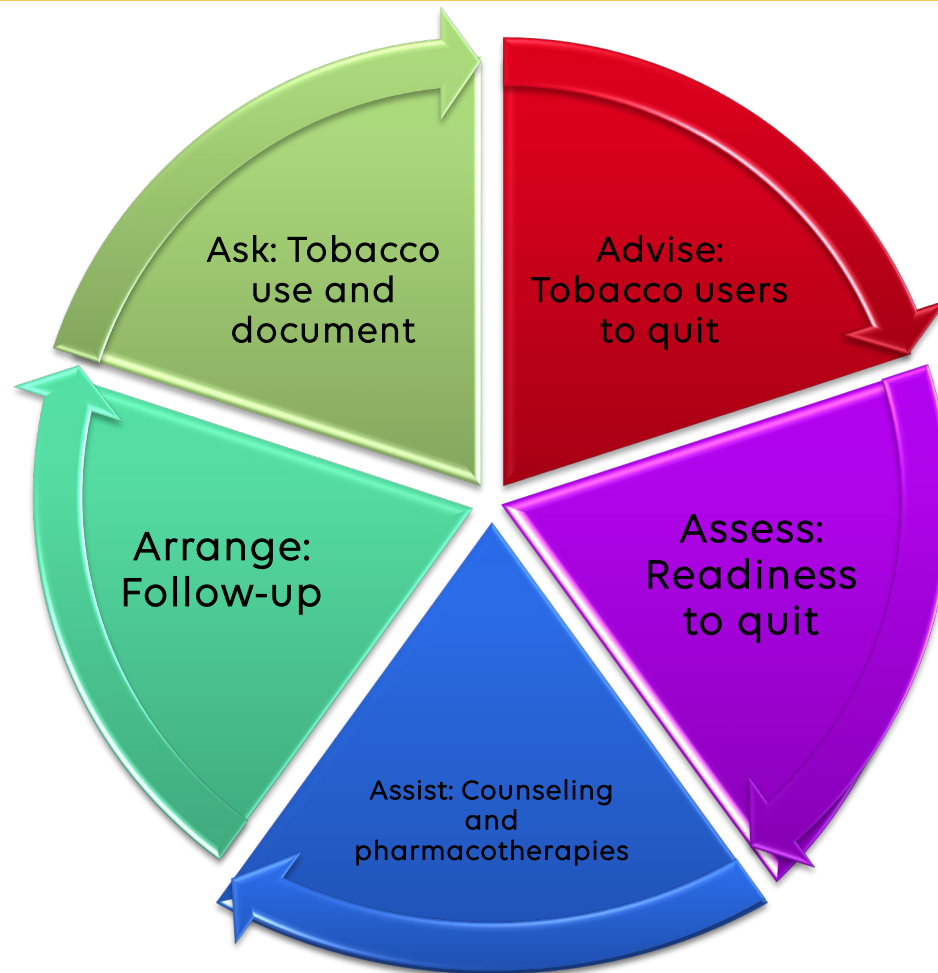 Ask: Tobacco
use and
document
Advise:
Tobacco users
to quit
Assess:
Readiness
to quit
Assist: Counseling
and
pharmacotherapies
Arrange:
Follow-up